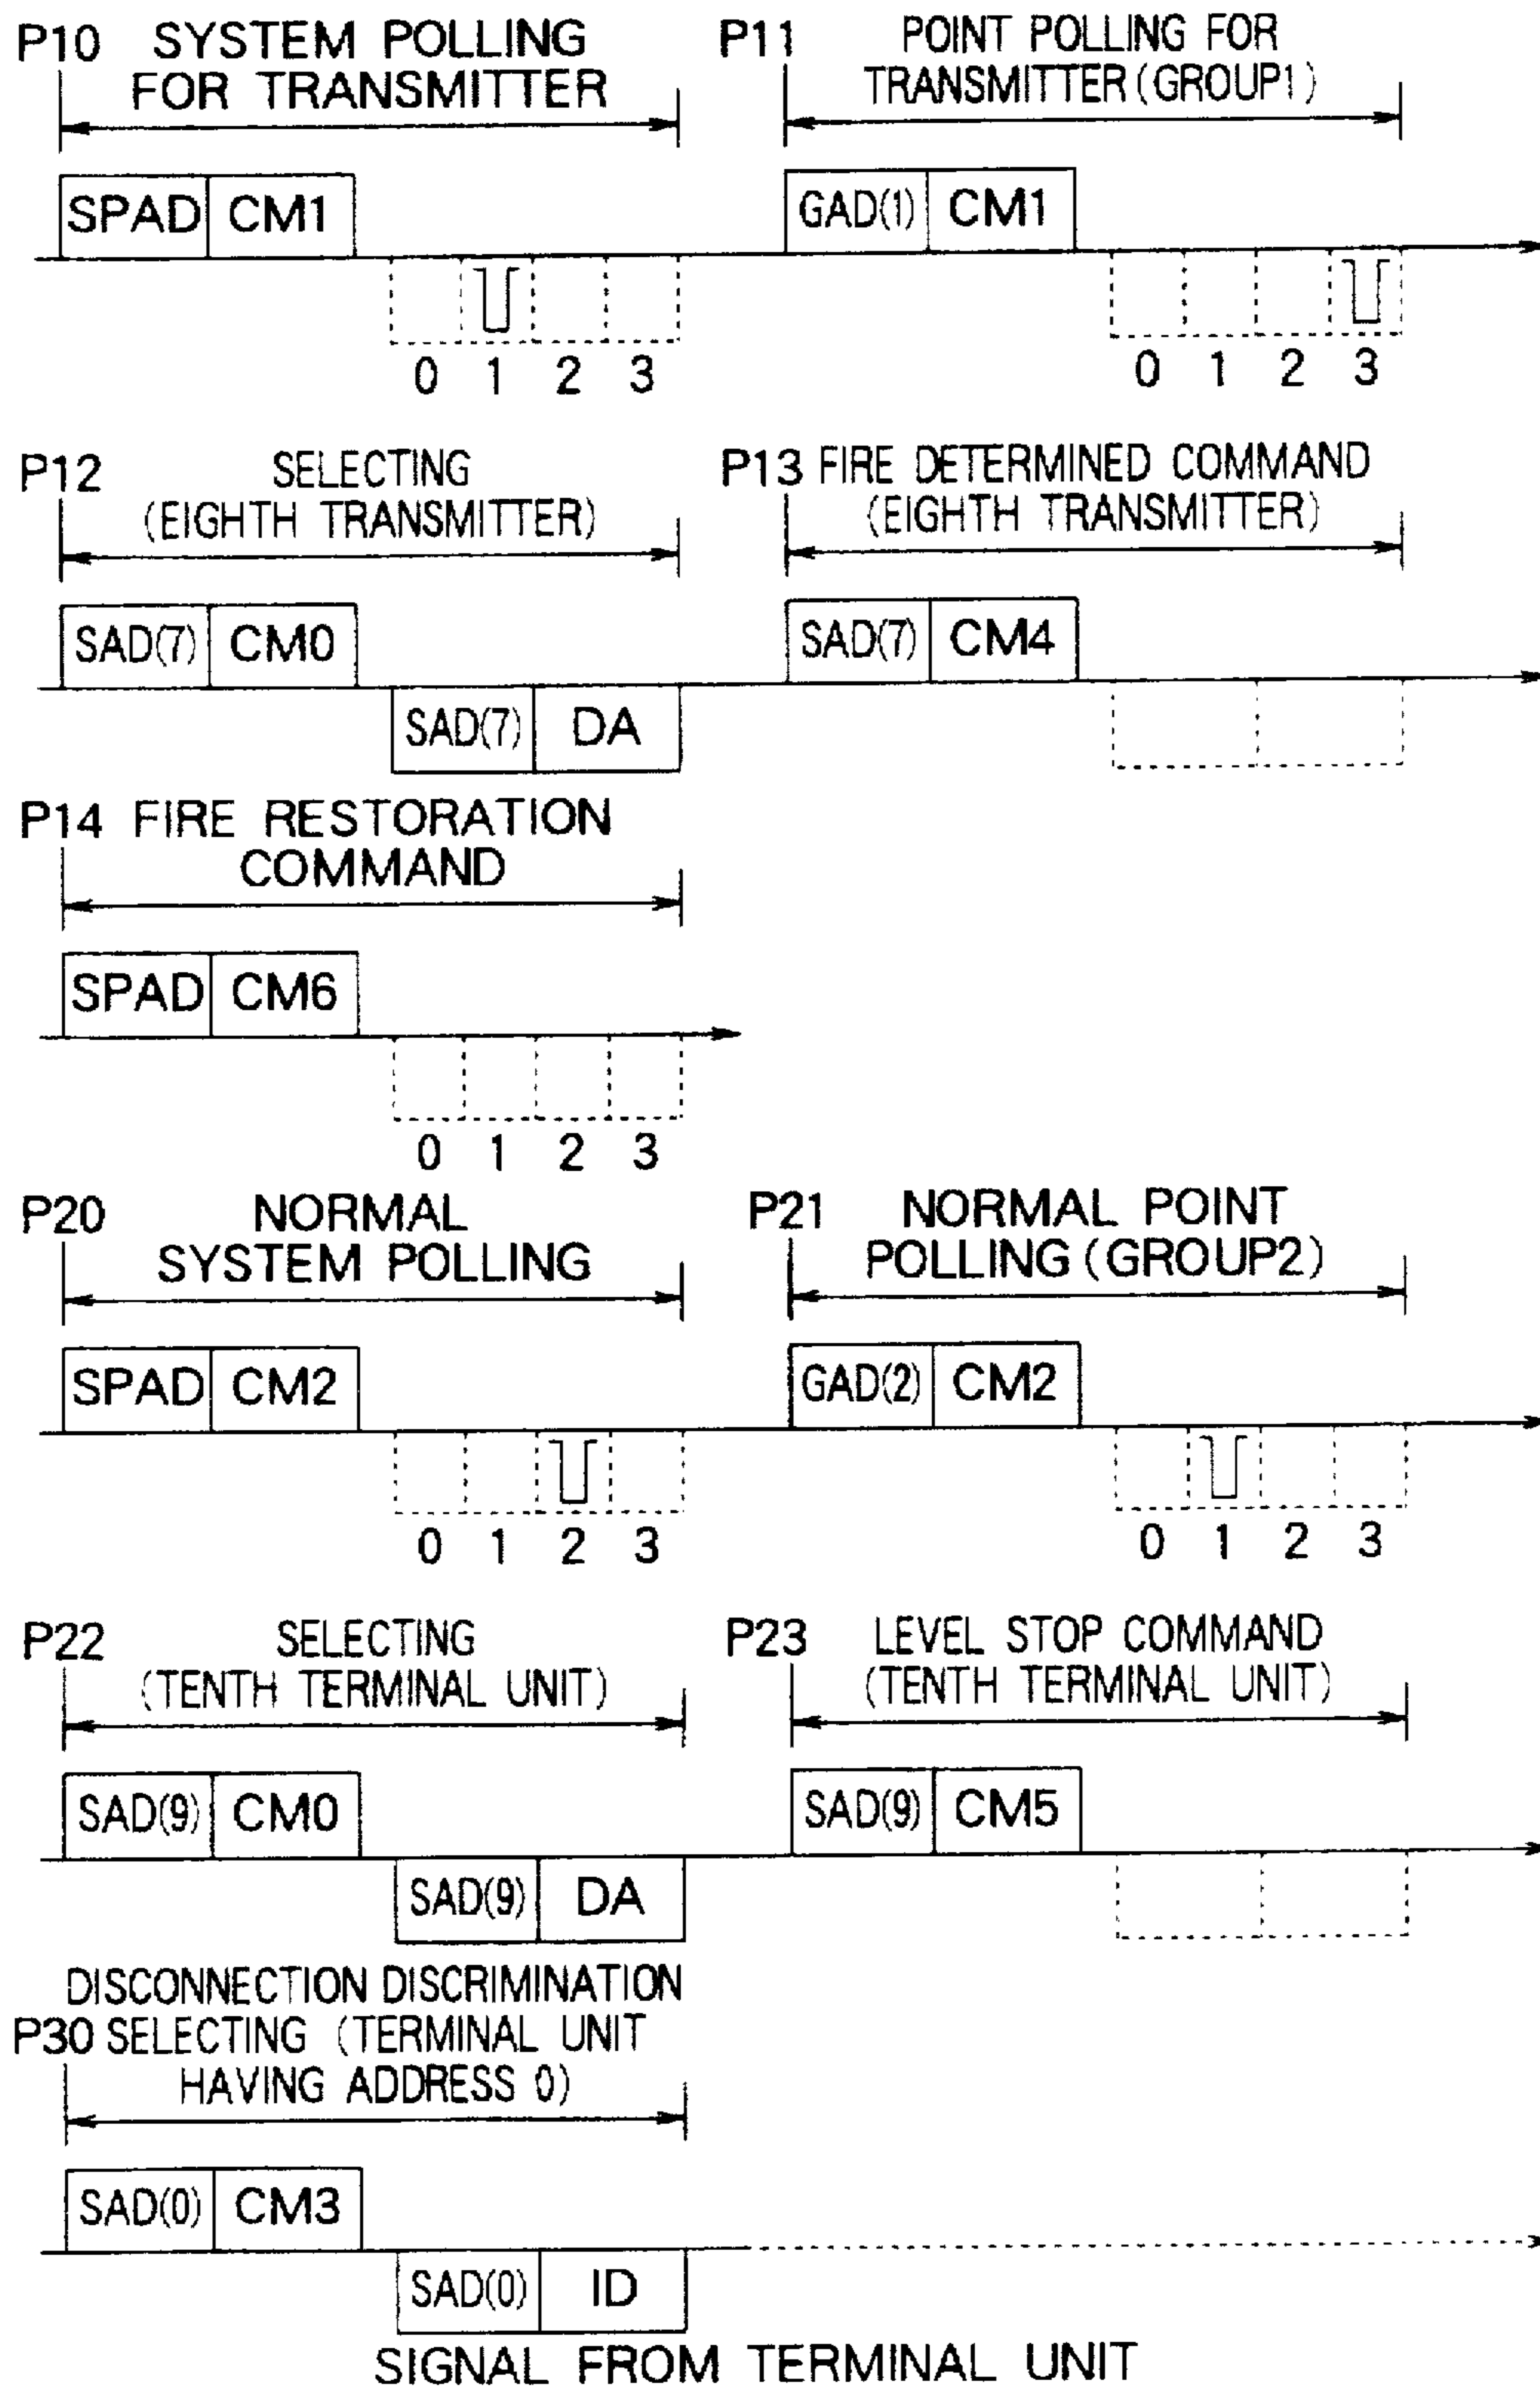 P10 SYSTEM POLLING
FOR TRANSMITTER
P11 POINT POLLING FOR
TRANSMITTER (GROUP1)
SPAD CM1
GAD(1) CM1
0 1 2 3
0 1 2 3
P12 SELECTING
(EIGHTH TRANSMITTER)
P13 FIRE DETERMINED COMMAND
(EIGHTH TRANSMITTER)
SAD(7) CM0
SAD(7) CM4
SAD(7) DA
P14 FIRE RESTORATION
COMMAND
SPAD CM6
0 1 2 3
P20 NORMAL
SYSTEM POLLING
P21 NORMAL POINT
POLLING (GROUP2)
SPAD CM2
GAD(2) CM2
0 1 2 3
0 1 2 3
P22 SELECTING
(TENTH TERMINAL UNIT)
P23 LEVEL STOP COMMAND
(TENTH TERMINAL UNIT)
SAD(9) CM0
SAD(9) CM5
SAD(9) DA
DISCONNECTION DISCRIMINATION
P30 SELECTING (TERMINAL UNIT
HAVING ADDRESS 0)
SAD(0) CM3
SAD(0) ID
SIGNAL FROM TERMINAL UNIT